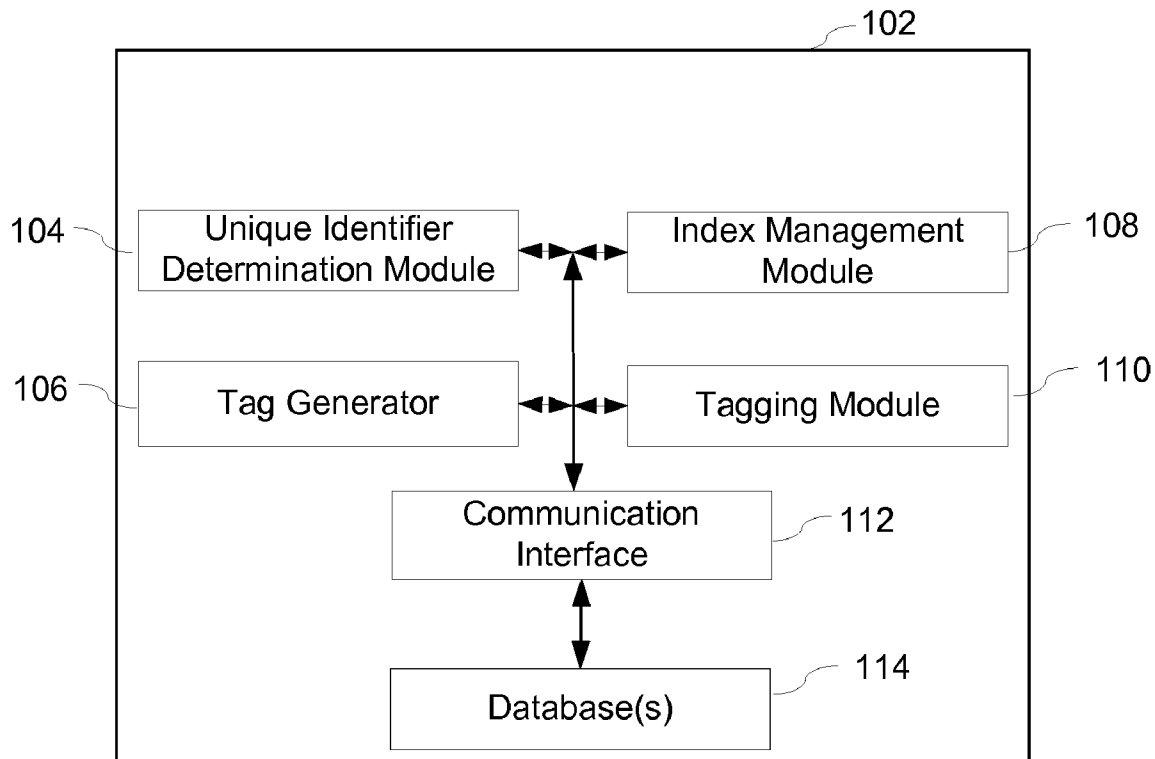 102
104
Unique Identifier
Determination Module
Index Management
Module
108
106
Tag Generator
Tagging Module
110
Communication
Interface
112
Database(s)
114